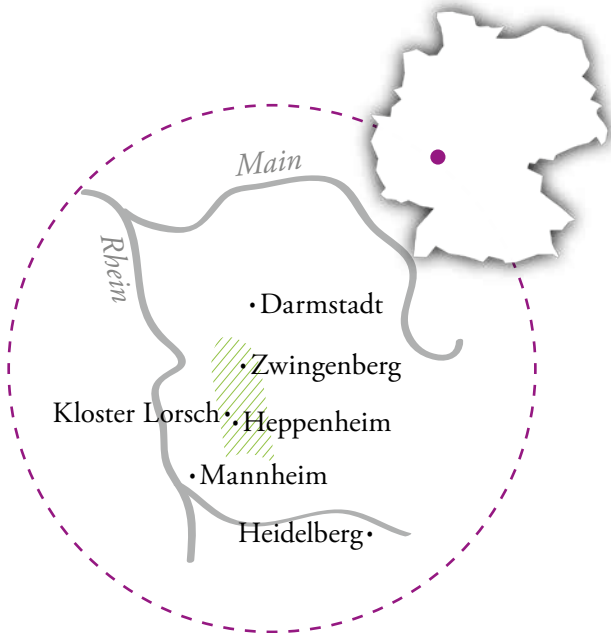 Main
Rhein
Darmstadt
Zwingenberg
Kloster Lorsch
Heppenheim
Mannheim
Heidelberg